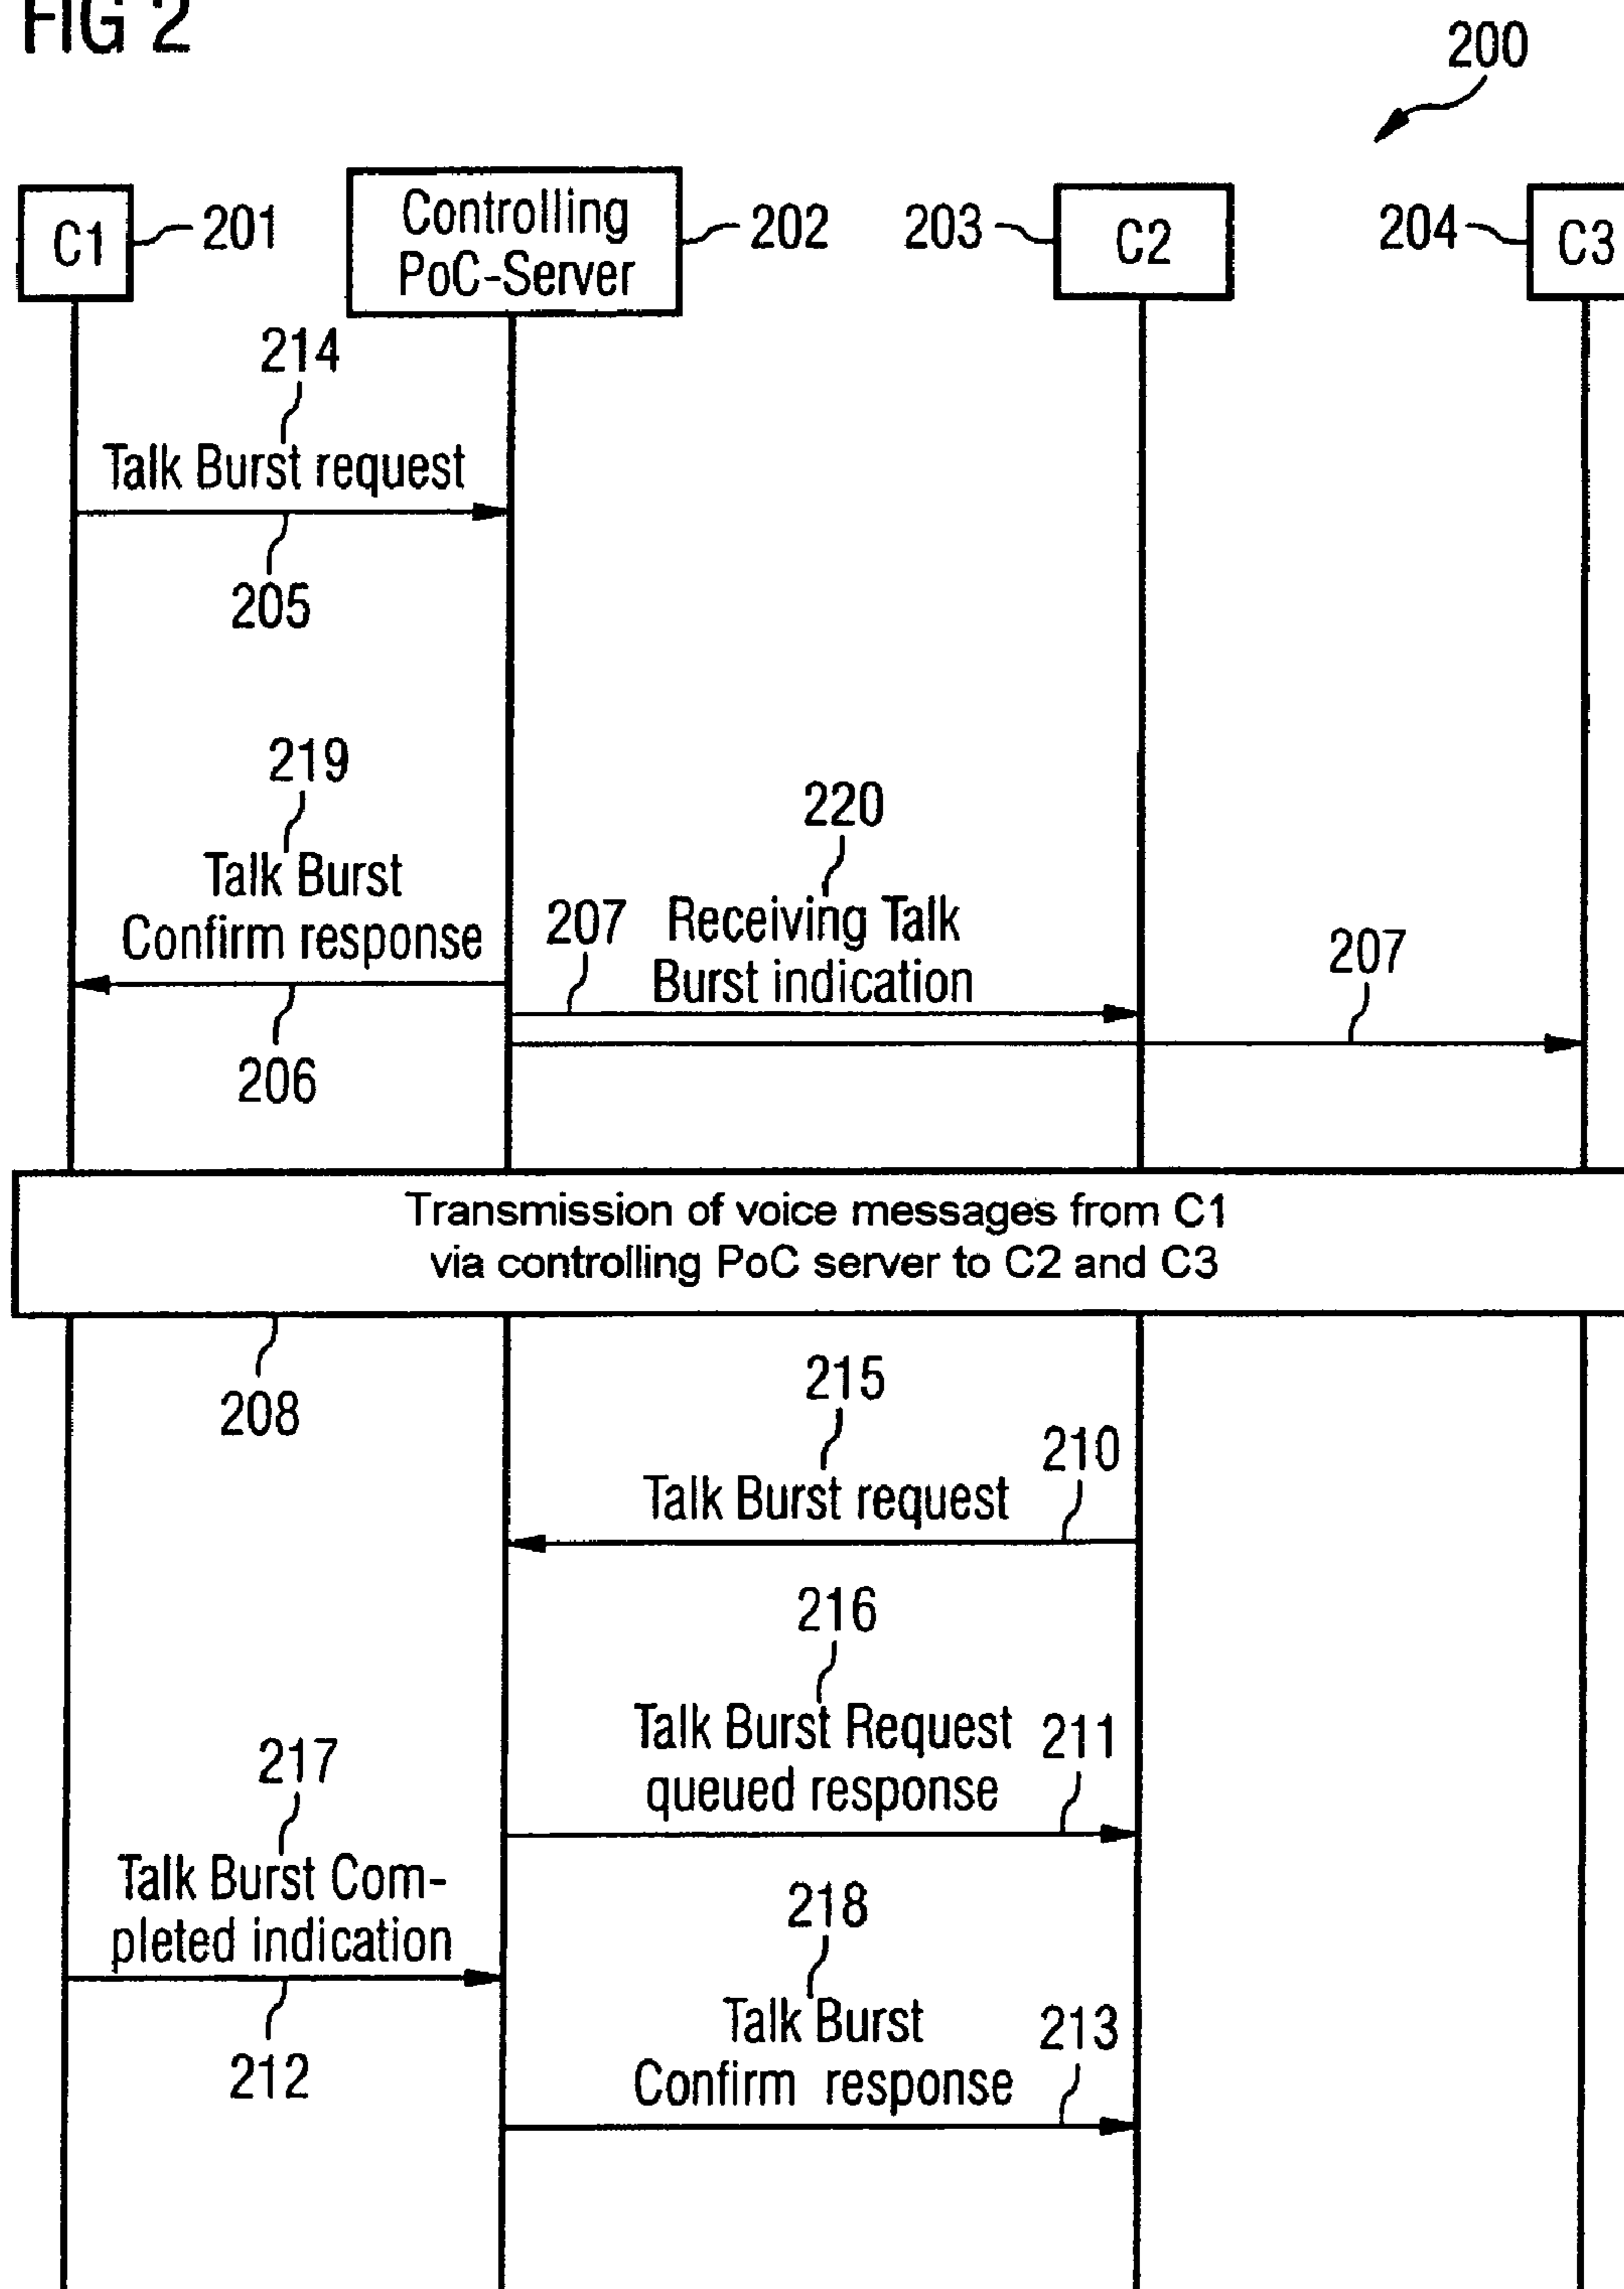 FIG 2
200
C1
201
Controlling
PoC-Server
202
203
C2
204
C3
214
Talk Burst request
205
219
Talk Burst
Confirm response
206
220
207
Receiving Talk
Burst indication
207
Transmission of voice messages from C1
via controlling PoC server to C2 and C3
208
215
210
Talk Burst request
216
Talk Burst Request
queued response
211
217
Talk Burst Com-
pleted indication
212
218
Talk Burst
Confirm response
213